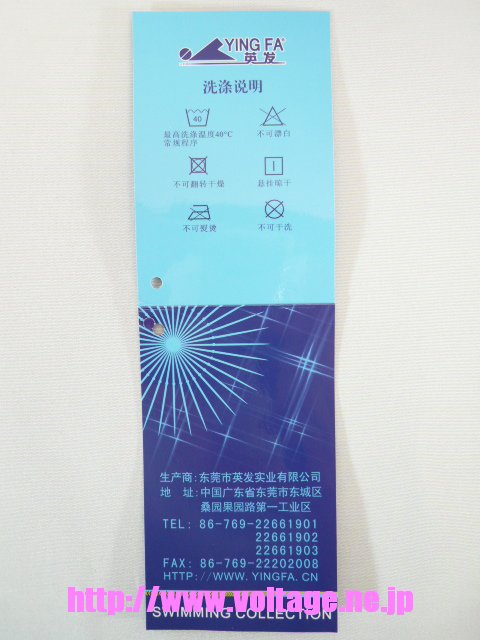 YING FA®
英发
洗涤说明
40
最高洗涤温度40°C
常规程序
不可漂白
不可翻转干燥
悬挂晾干
不可熨烫
不可干洗
生产商:东莞市英发实业有限公司
地 址:中国广东省东莞市东城区
桑园果园路第一工业区
TEL: 86-769-22661901
22661902
22661903
FAX: 86-769-22202008
HTTP://WWW.YINGFA.CN
http://www.voltage.ne.jp
SWIMMING COLLECTION